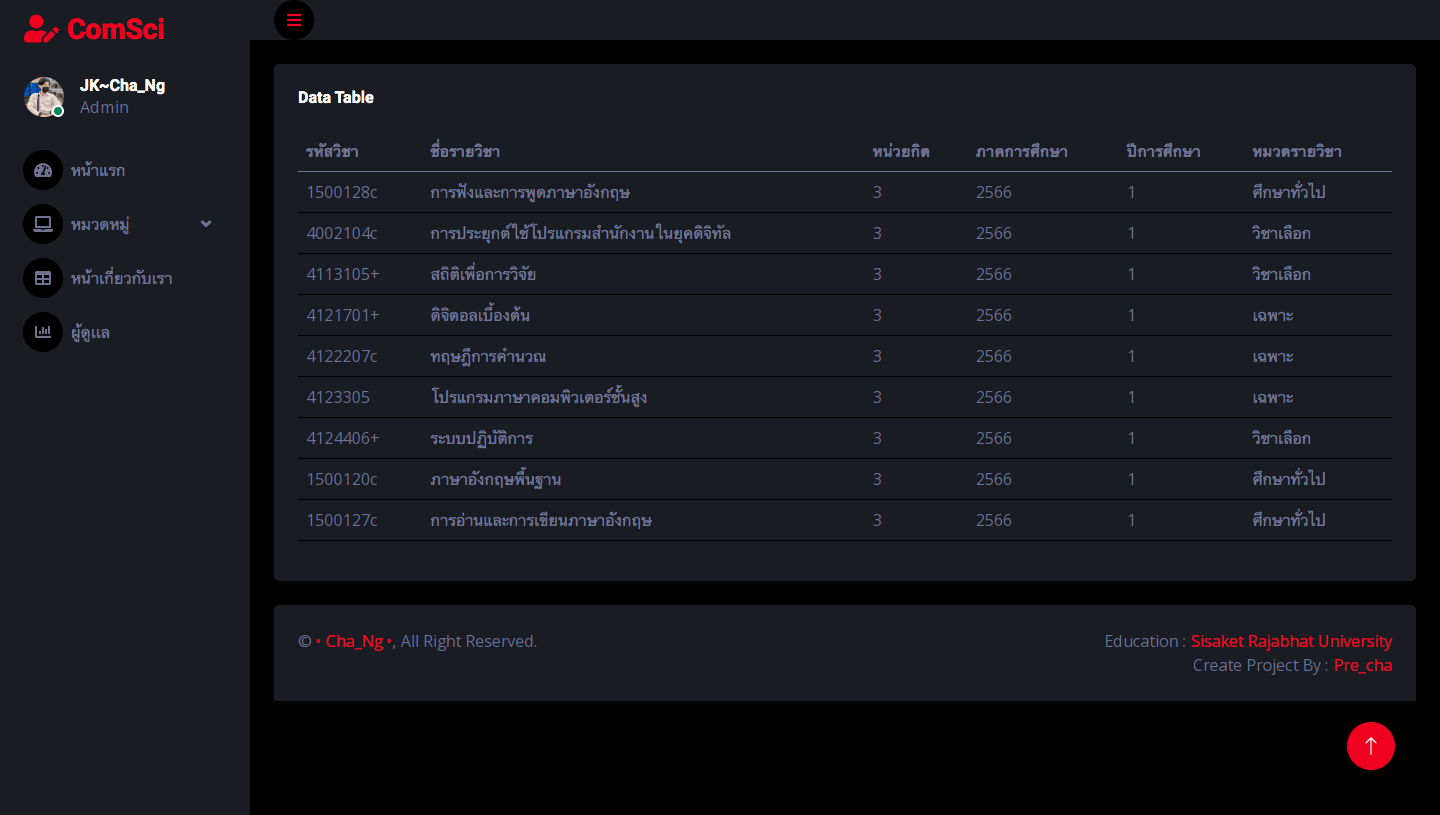 ComSci
JK~Cha_Ng
Admin
หน้าแรก
หมวดหมู่
หน้าเกี่ยวกับเรา
ผู้ดูแล
Data Table
รหัสวิชา ชื่อรายวิชา หน่วยกิต ภาคการศึกษา ปีการศึกษา หมวดรายวิชา
1500128c การฟังและการพูดภาษาอังกฤษ 3 2566 1 ศึกษาทั่วไป
4002104c การประยุกต์ใช้โปรแกรมสำนักงานในยุคดิจิทัล 3 2566 1 วิชาเลือก
4113105+ สถิติเพื่อการวิจัย 3 2566 1 วิชาเลือก
4121701+ ดิจิตอลเบื้องต้น 3 2566 1 เฉพาะ
4122207c ทฤษฎีการคำนวณ 3 2566 1 เฉพาะ
4123305 โปรแกรมภาษาคอมพิวเตอร์ชั้นสูง 3 2566 1 เฉพาะ
4124406+ ระบบปฏิบัติการ 3 2566 1 วิชาเลือก
1500120c ภาษาอังกฤษพื้นฐาน 3 2566 1 ศึกษาทั่วไป
1500127c การอ่านและการเขียนภาษาอังกฤษ 3 2566 1 ศึกษาทั่วไป
© • Cha_Ng •, All Right Reserved.
Education : Sisaket Rajabhat University
Create Project By : Pre_cha